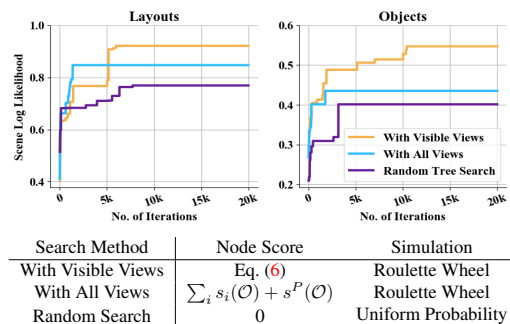 Layouts
Objects
Scene Log Likelihood
1.0
0.8
0.6
0.4
0
5k
10k
15k
20k
No. of Iterations
0.6
0.5
0.4
0.3
0.2
0
5k
10k
15k
20k
No. of Iterations
With Visible Views
With All Views
Random Tree Search
Search Method Node Score Simulation
With Visible Views Eq. (6) Roulette Wheel
With All Views ∑ᵢ sᵢ(𝒪) + sᴾ(𝒪) Roulette Wheel
Random Search 0 Uniform Probability